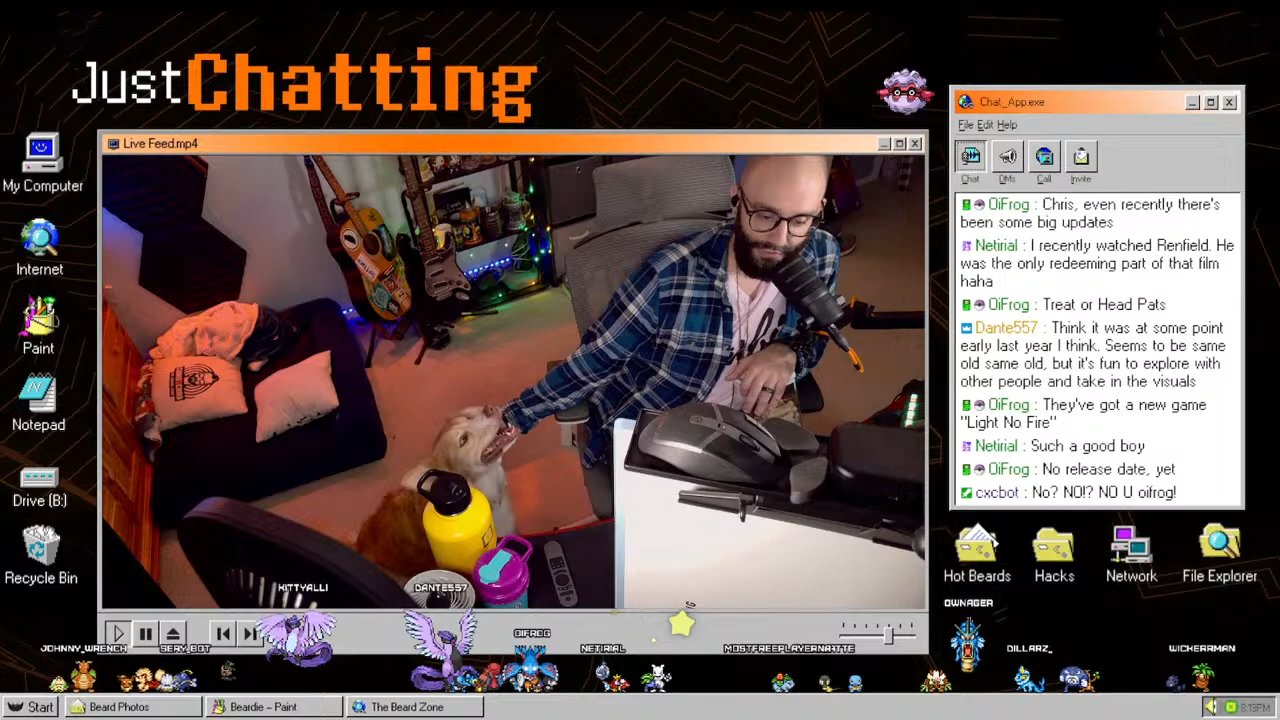 JustChatting
Live Feed.mp4
My Computer
Internet
Paint
Notepad
Drive (B:)
Recycle Bin
Chat_App.exe
File Edit Help
Chat DMs Call Invite
OiFrog : Chris, even recently there's
been some big updates
Netirial : I recently watched Renfield. He
was the only redeeming part of that film
haha
OiFrog : Treat or Head Pats
Dante557 : Think it was at some point
early last year I think. Seems to be same
old same old, but it's fun to explore with
other people and take in the visuals
OiFrog : They've got a new game
"Light No Fire"
Netirial : Such a good boy
OiFrog : No release date, yet
cxcbot : No? NO!? NO U oifrog!
Hot Beards
Hacks
Network
File Explorer
KITTYALLI
DANTE557
OWNAGER
OIFROG
JOHNNY_WRENCH
SERY_BOT
NETIRIAL
MOSTFREEPLAYERNATTE
DILLARZ_
WICHERRMAN
Start
Beard Photos
Beardie - Paint
The Beard Zone
8:19PM